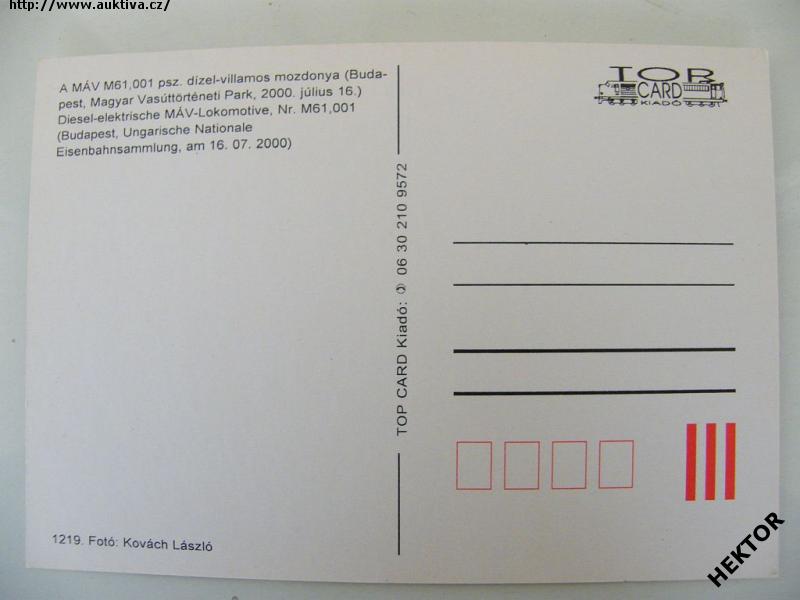 http://www.auktiva.cz/
A MÁV M61,001 psz. dízel-villamos mozdonya (Buda-
pest, Magyar Vasúttörténeti Park, 2000. július 16.)
Diesel-elektrische MÁV-Lokomotive, Nr. M61,001
(Budapest, Ungarische Nationale
Eisenbahnsammlung, am 16. 07. 2000)
TOP
CARD
KIADÓ
TOP CARD Kiadó: ✆ 06 30 210 9572
1219. Fotó: Kovách László
HEKTOR